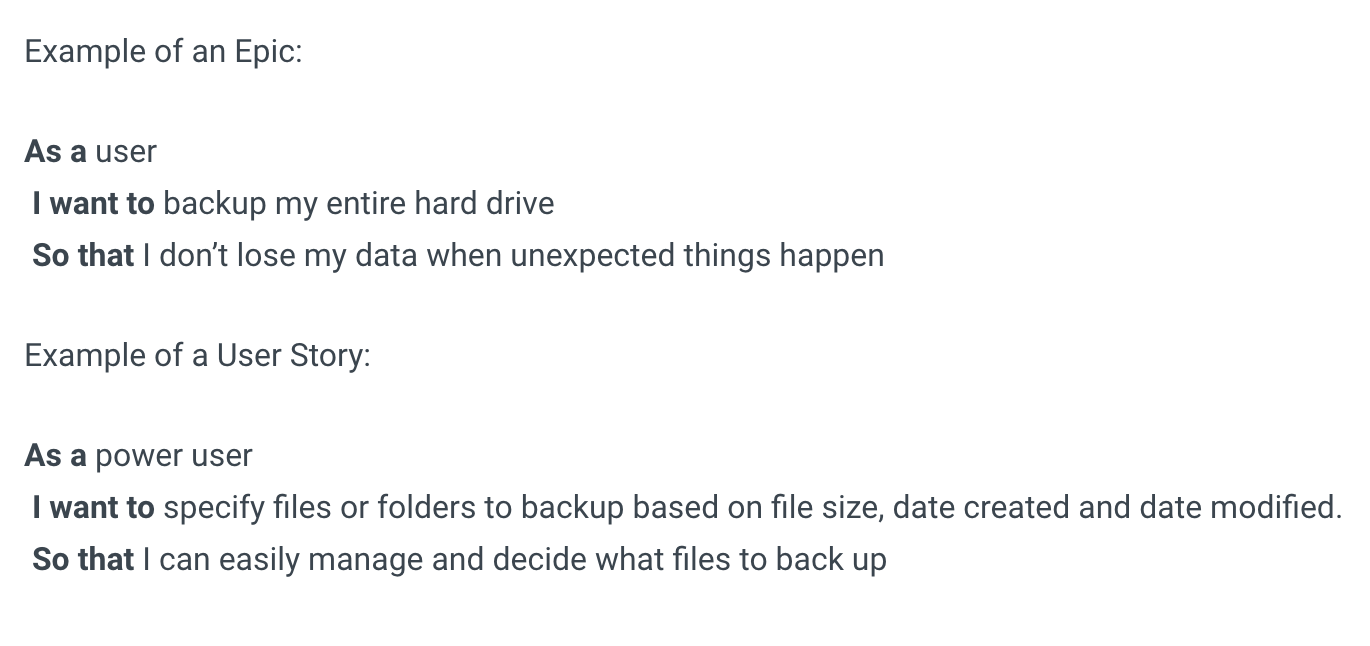 Example of an Epic:
As a user
I want to backup my entire hard drive
So that I don’t lose my data when unexpected things happen
Example of a User Story:
As a power user
I want to specify files or folders to backup based on file size, date created and date modified.
So that I can easily manage and decide what files to back up